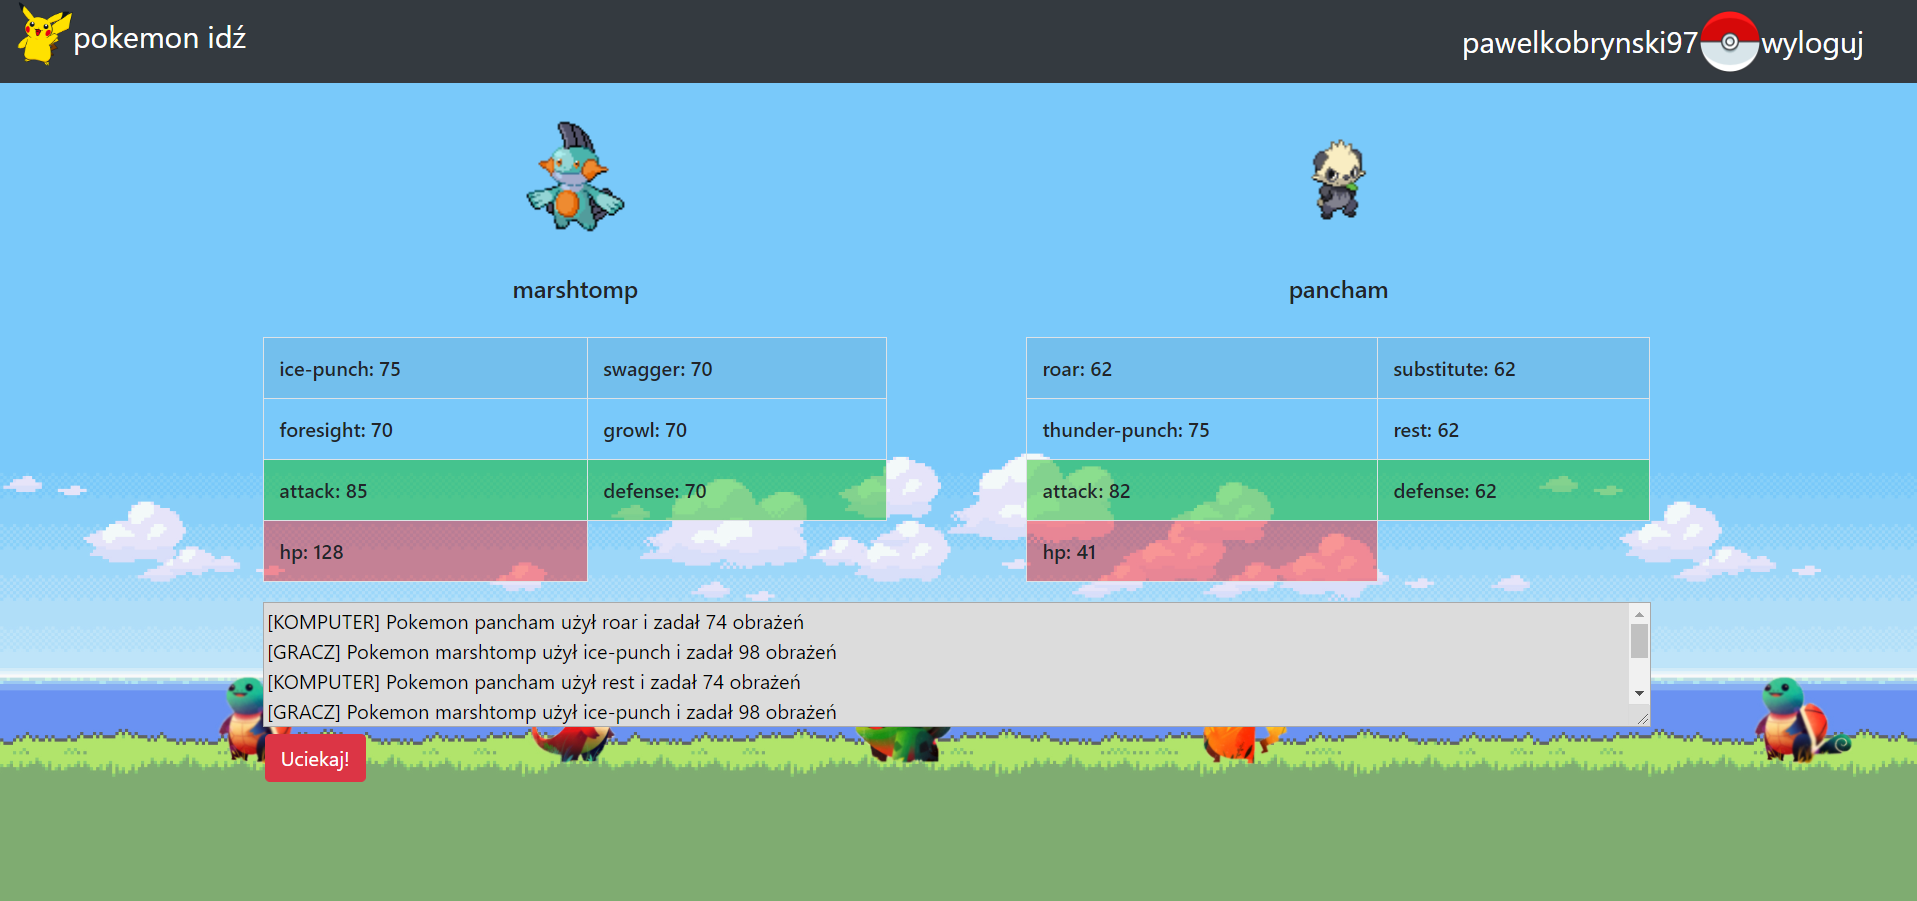 pokemon idź
pawelkobrynski97 wyloguj
marshtomp
ice-punch: 75 swagger: 70
foresight: 70 growl: 70
attack: 85 defense: 70
hp: 128
pancham
roar: 62 substitute: 62
thunder-punch: 75 rest: 62
attack: 82 defense: 62
hp: 41
[KOMPUTER] Pokemon pancham użył roar i zadał 74 obrażeń
[GRACZ] Pokemon marshtomp użył ice-punch i zadał 98 obrażeń
[KOMPUTER] Pokemon pancham użył rest i zadał 74 obrażeń
[GRACZ] Pokemon marshtomp użył ice-punch i zadał 98 obrażeń
Uciekaj!